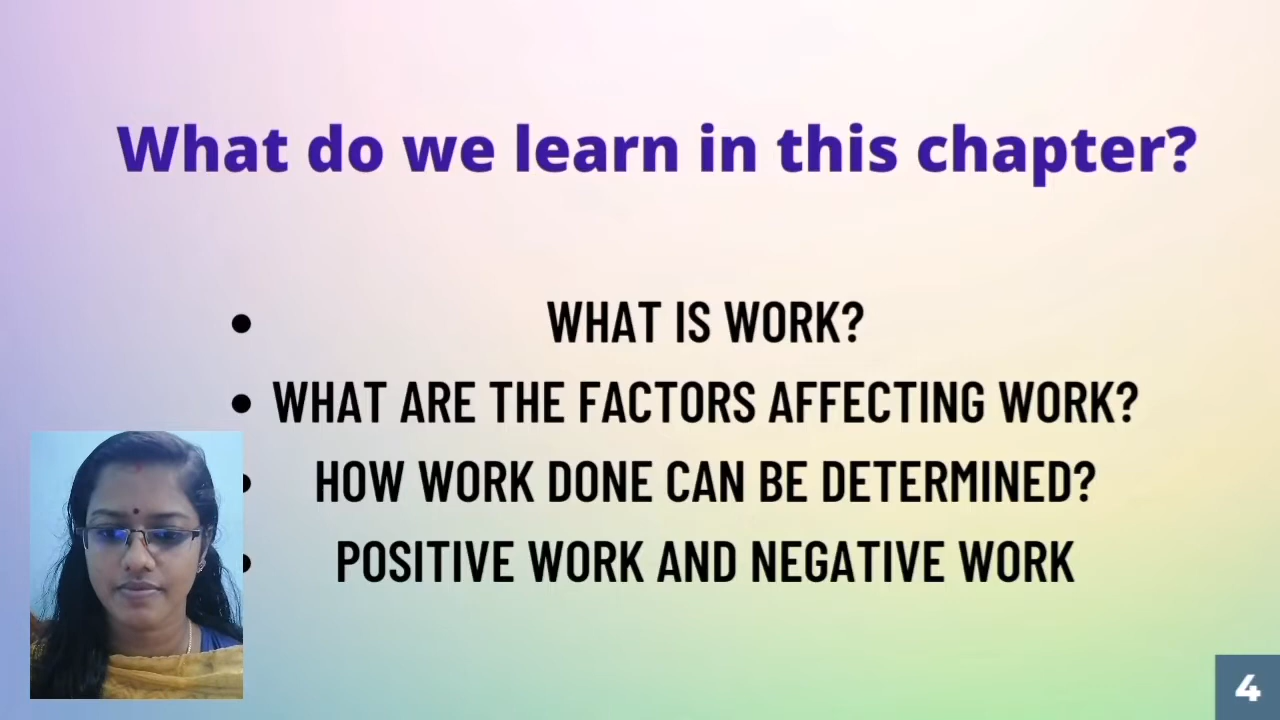 What do we learn in this chapter?
WHAT IS WORK?
WHAT ARE THE FACTORS AFFECTING WORK?
HOW WORK DONE CAN BE DETERMINED?
POSITIVE WORK AND NEGATIVE WORK
4